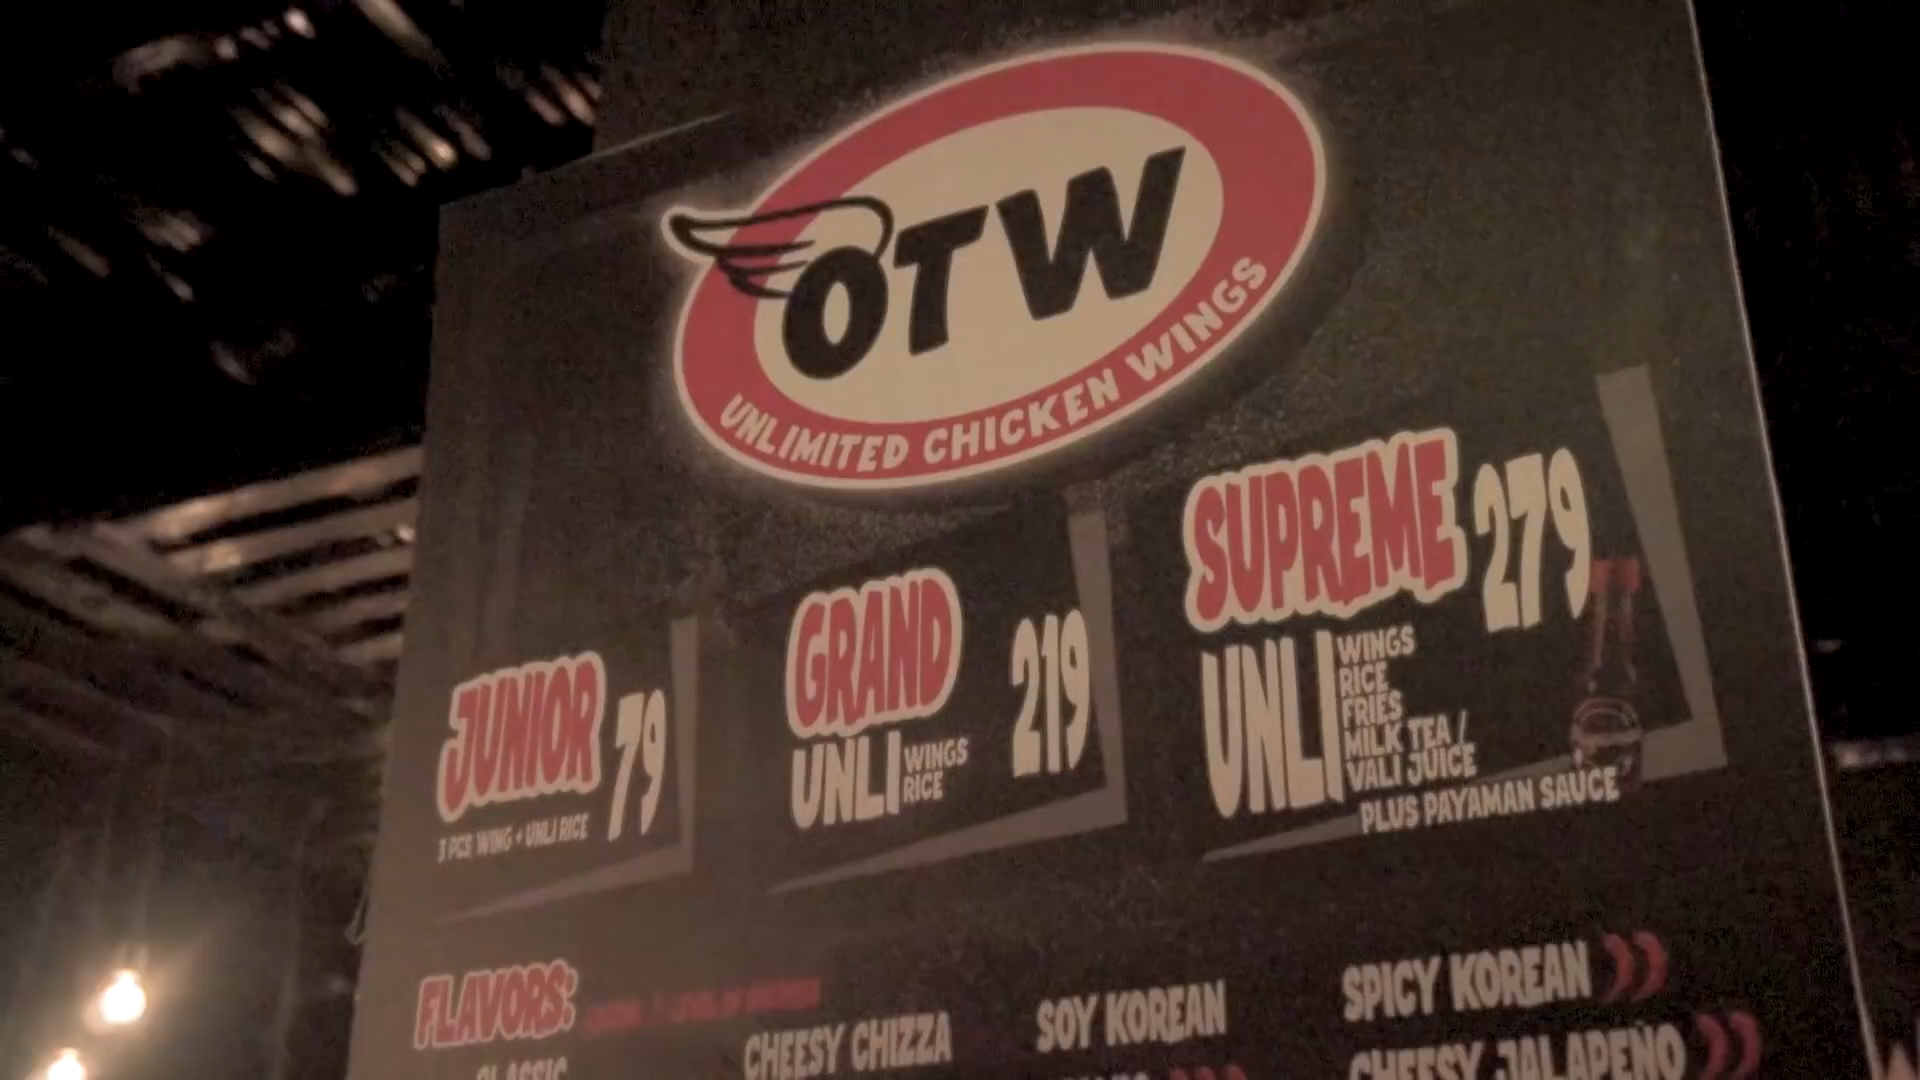 OTW
UNLIMITED CHICKEN WINGS
JUNIOR 79
3 PCS WING + UNLI RICE
GRAND 219
UNLI WINGS
RICE
SUPREME 279
UNLI WINGS
RICE
FRIES
MILK TEA /
VALI JUICE
PLUS PAYAMAN SAUCE
FLAVORS:
CLASSIC
CHEESY CHIZZA
SOY KOREAN
SPICY KOREAN
CHEESY JALAPEÑO